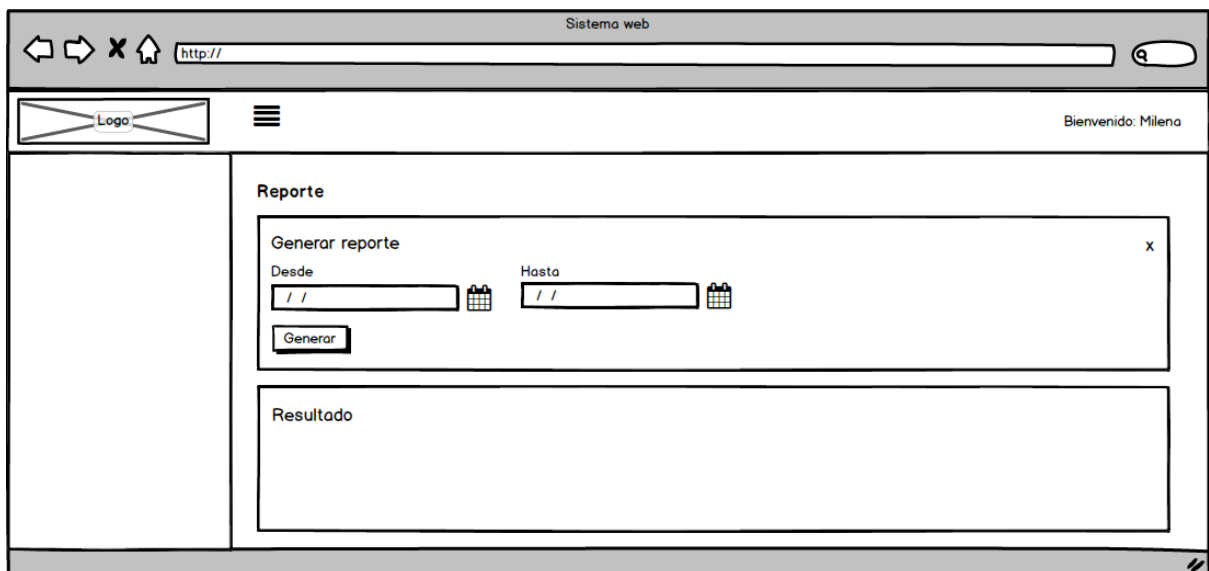 Sistema web
http://
Logo
Bienvenido: Milena
Reporte
Generar reporte
x
Desde
Hasta
/ /
/ /
Generar
Resultado